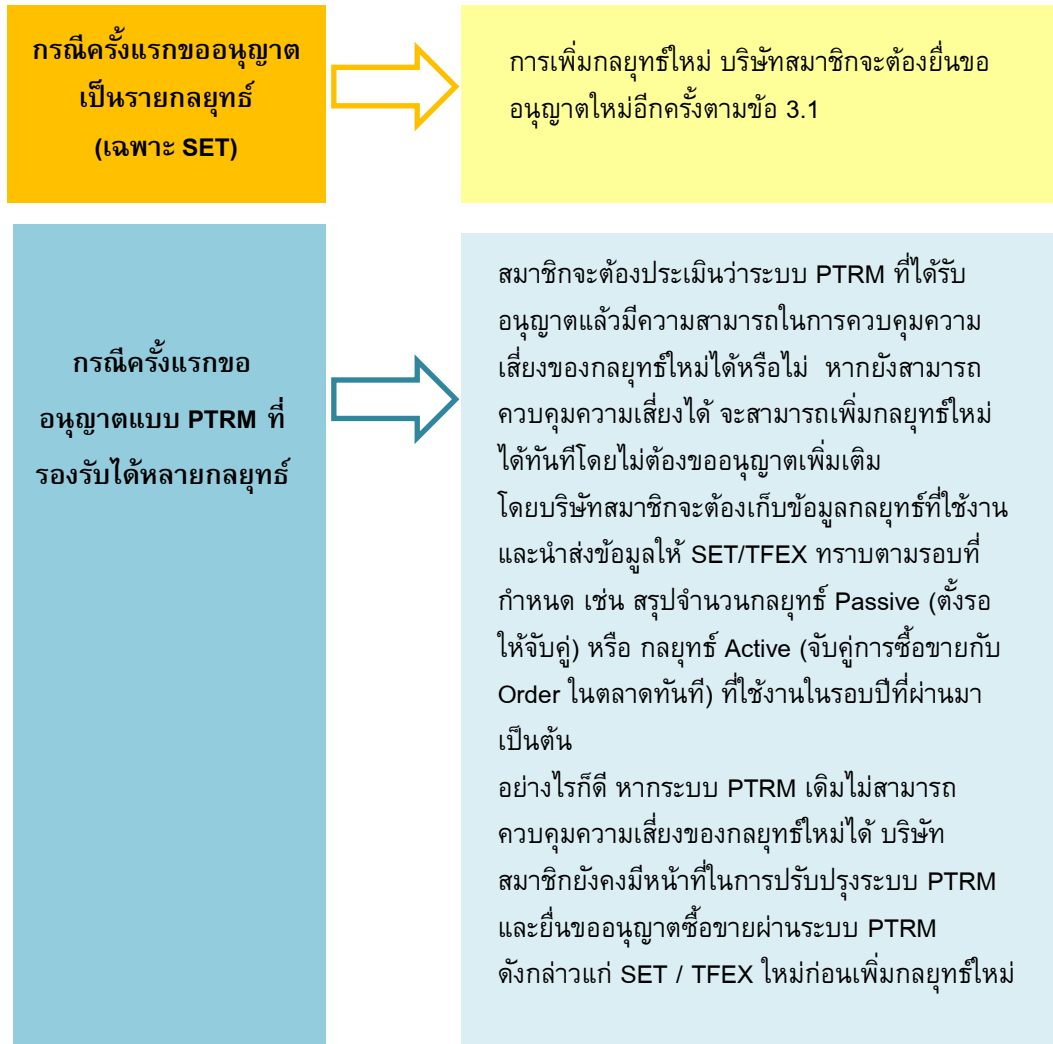 กรณีครั้งแรกขออนุญาต
เป็นรายกลยุทธ์
(เฉพาะ SET)
การเพิ่มกลยุทธ์ใหม่ บริษัทสมาชิกจะต้องยื่นขอ
อนุญาตใหม่อีกครั้งตามข้อ 3.1
กรณีครั้งแรกขอ
อนุญาตแบบ PTRM ที่
รองรับได้หลายกลยุทธ์
สมาชิกจะต้องประเมินว่าระบบ PTRM ที่ได้รับ
อนุญาตแล้วมีความสามารถในการควบคุมความ
เสี่ยงของกลยุทธ์ใหม่ได้หรือไม่ หากยังสามารถ
ควบคุมความเสี่ยงได้ จะสามารถเพิ่มกลยุทธ์ใหม่
ได้ทันทีโดยไม่ต้องขออนุญาตเพิ่มเติม
โดยบริษัทสมาชิกจะต้องเก็บข้อมูลกลยุทธ์ที่ใช้งาน
และนำส่งข้อมูลให้ SET/TFEX ทราบตามรอบที่
กำหนด เช่น สรุปจำนวนกลยุทธ์ Passive (ตั้งรอ
ให้จับคู่) หรือ กลยุทธ์ Active (จับคู่การซื้อขายกับ
Order ในตลาดทันที) ที่ใช้งานในรอบปีที่ผ่านมา
เป็นต้น
อย่างไรก็ดี หากระบบ PTRM เดิมไม่สามารถ
ควบคุมความเสี่ยงของกลยุทธ์ใหม่ได้ บริษัท
สมาชิกยังคงมีหน้าที่ในการปรับปรุงระบบ PTRM
และยื่นขออนุญาตซื้อขายผ่านระบบ PTRM
ดังกล่าวแก่ SET / TFEX ใหม่ก่อนเพิ่มกลยุทธ์ใหม่